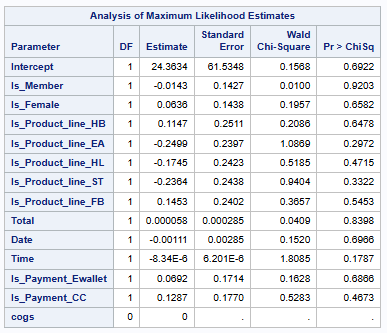 Analysis of Maximum Likelihood Estimates
Parameter DF Estimate Standard Error Wald Chi-Square Pr > ChiSq
Intercept 1 24.3634 61.5348 0.1568 0.6922
Is_Member 1 -0.0143 0.1427 0.0100 0.9203
Is_Female 1 0.0636 0.1438 0.1957 0.6582
Is_Product_line_HB 1 0.1147 0.2511 0.2086 0.6478
Is_Product_line_EA 1 -0.2499 0.2397 1.0869 0.2972
Is_Product_line_HL 1 -0.1745 0.2423 0.5185 0.4715
Is_Product_line_ST 1 -0.2364 0.2438 0.9404 0.3322
Is_Product_line_FB 1 0.1453 0.2402 0.3657 0.5453
Total 1 0.000058 0.000285 0.0409 0.8398
Date 1 -0.00111 0.00285 0.1520 0.6966
Time 1 -8.34E-6 6.201E-6 1.8085 0.1787
Is_Payment_Ewallet 1 0.0692 0.1714 0.1628 0.6866
Is_Payment_CC 1 0.1287 0.1770 0.5283 0.4673
cogs 0 0 . . .